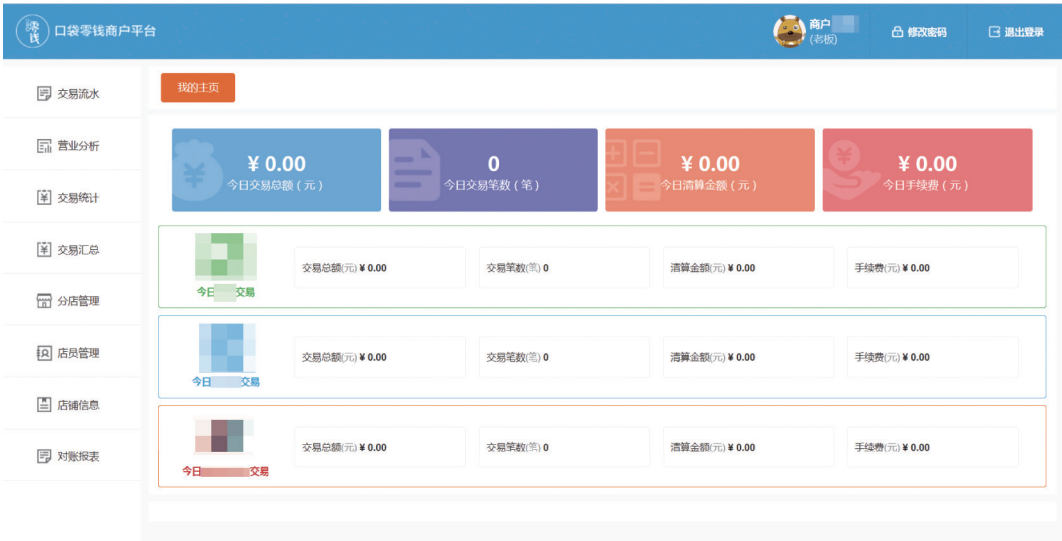 零钱 口袋零钱商户平台
商户
(老板)
修改密码
退出登录
交易流水
营业分析
交易统计
交易汇总
分店管理
店员管理
店铺信息
对账报表
我的主页
¥ 0.00
今日交易总额（元）
0
今日交易笔数（笔）
¥ 0.00
今日清算金额（元）
¥ 0.00
今日手续费（元）
今日 交易
交易总额(元) ¥ 0.00
交易笔数(笔) 0
清算金额(元) ¥ 0.00
手续费(元) ¥ 0.00
今日 交易
交易总额(元) ¥ 0.00
交易笔数(笔) 0
清算金额(元) ¥ 0.00
手续费(元) ¥ 0.00
今日 交易
交易总额(元) ¥ 0.00
交易笔数(笔) 0
清算金额(元) ¥ 0.00
手续费(元) ¥ 0.00